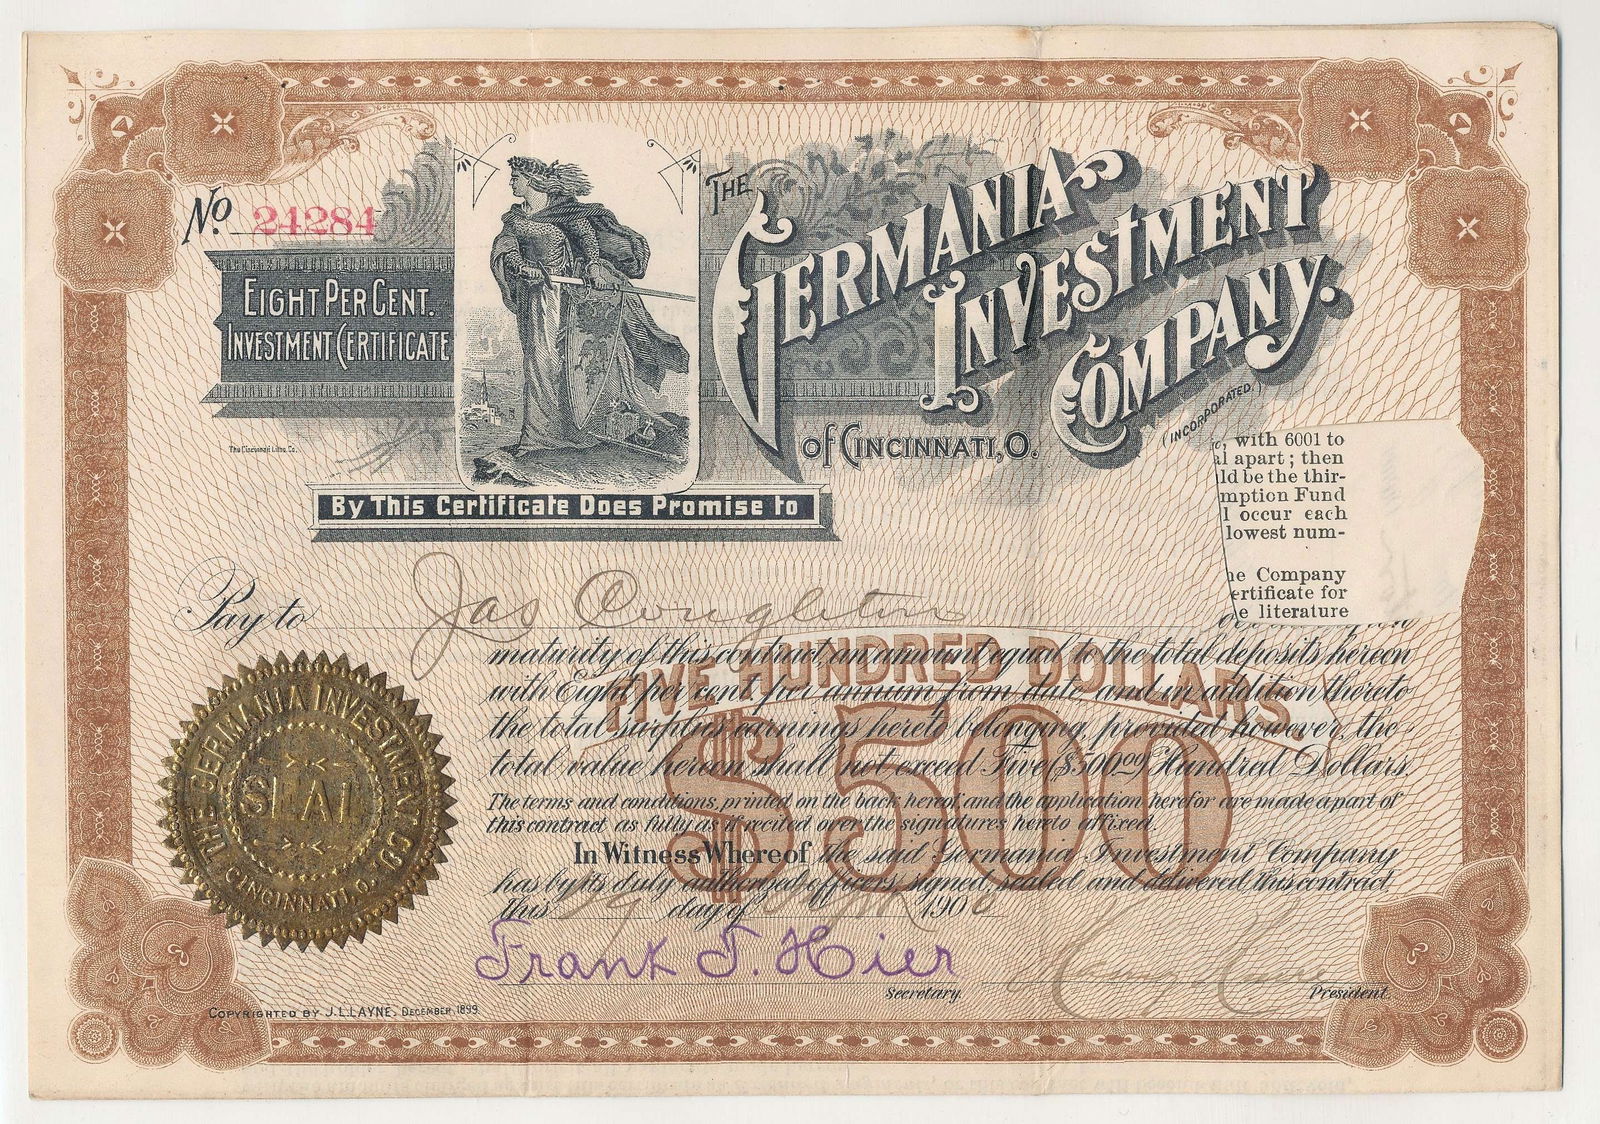 No. 24284
EIGHT PER CENT.
INVESTMENT CERTIFICATE
The Cincinnati Litho. Co.
THE GERMANIA
INVESTMENT
COMPANY.
(INCORPORATED.)
of CINCINNATI, O.
By This Certificate Does Promise to
, with 6001 to
al apart; then
ld be the thir-
mption Fund
l occur each
lowest num-
he Company
ertificate for
e literature
Pay to Jas Congleton
FIVE HUNDRED DOLLARS
$500
maturity of this contract, an amount equal to the total deposits hereon
with Eight per cent. per annum from date, and in addition thereto
the total surplus earnings hereto belonging, provided however, the
total value hereon shall not exceed Five ($500.00) Hundred Dollars.
The terms and conditions, printed on the back hereof, and the application herefor are made a part of
this contract as fully as if recited over the signatures hereto affixed.
In Witness Whereof the said Germania Investment Company
has by its duly authorized officers, signed, sealed and delivered this contract,
this 19 day of Sept 190
Frank T. Hier
Secretary.
President.
THE GERMANIA INVESTMENT CO.
SEAL
CINCINNATI, O.
COPYRIGHTED BY J.L. LAYNE, DECEMBER, 1899.